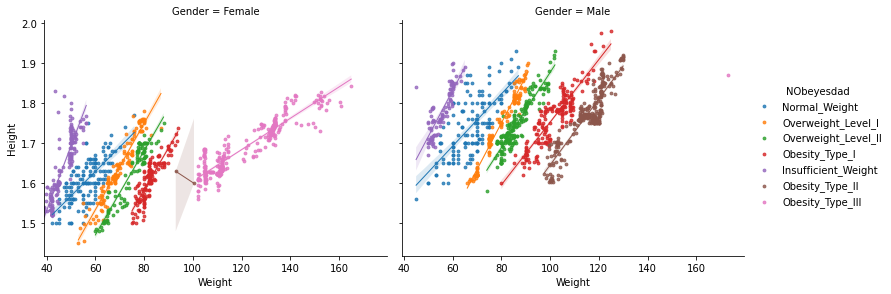 Gender = Female
Gender = Male
2.0
1.9
1.8
1.7
1.6
1.5
Height
40 60 80 100 120 140 160
Weight
40 60 80 100 120 140 160
Weight
NObeyesdad
Normal_Weight
Overweight_Level_I
Overweight_Level_II
Obesity_Type_I
Insufficient_Weight
Obesity_Type_II
Obesity_Type_III